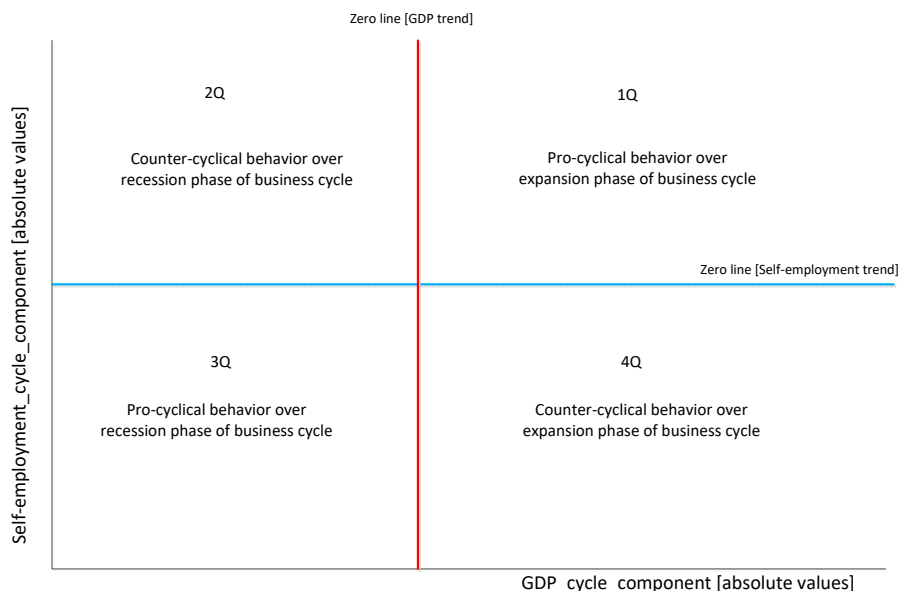 Zero line [GDP trend]
2Q
1Q
Counter-cyclical behavior over
recession phase of business cycle
Pro-cyclical behavior over
expansion phase of business cycle
Self-employment_cycle_component [absolute values]
Zero line [Self-employment trend]
3Q
4Q
Pro-cyclical behavior over
recession phase of business cycle
Counter-cyclical behavior over
expansion phase of business cycle
GDP_cycle_component [absolute values]